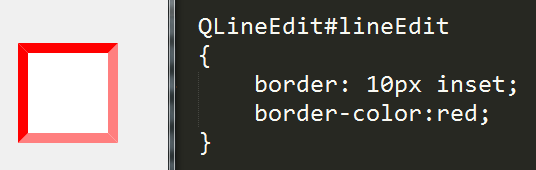 QLineEdit#lineEdit
{
    border: 10px inset;
    border-color:red;
}